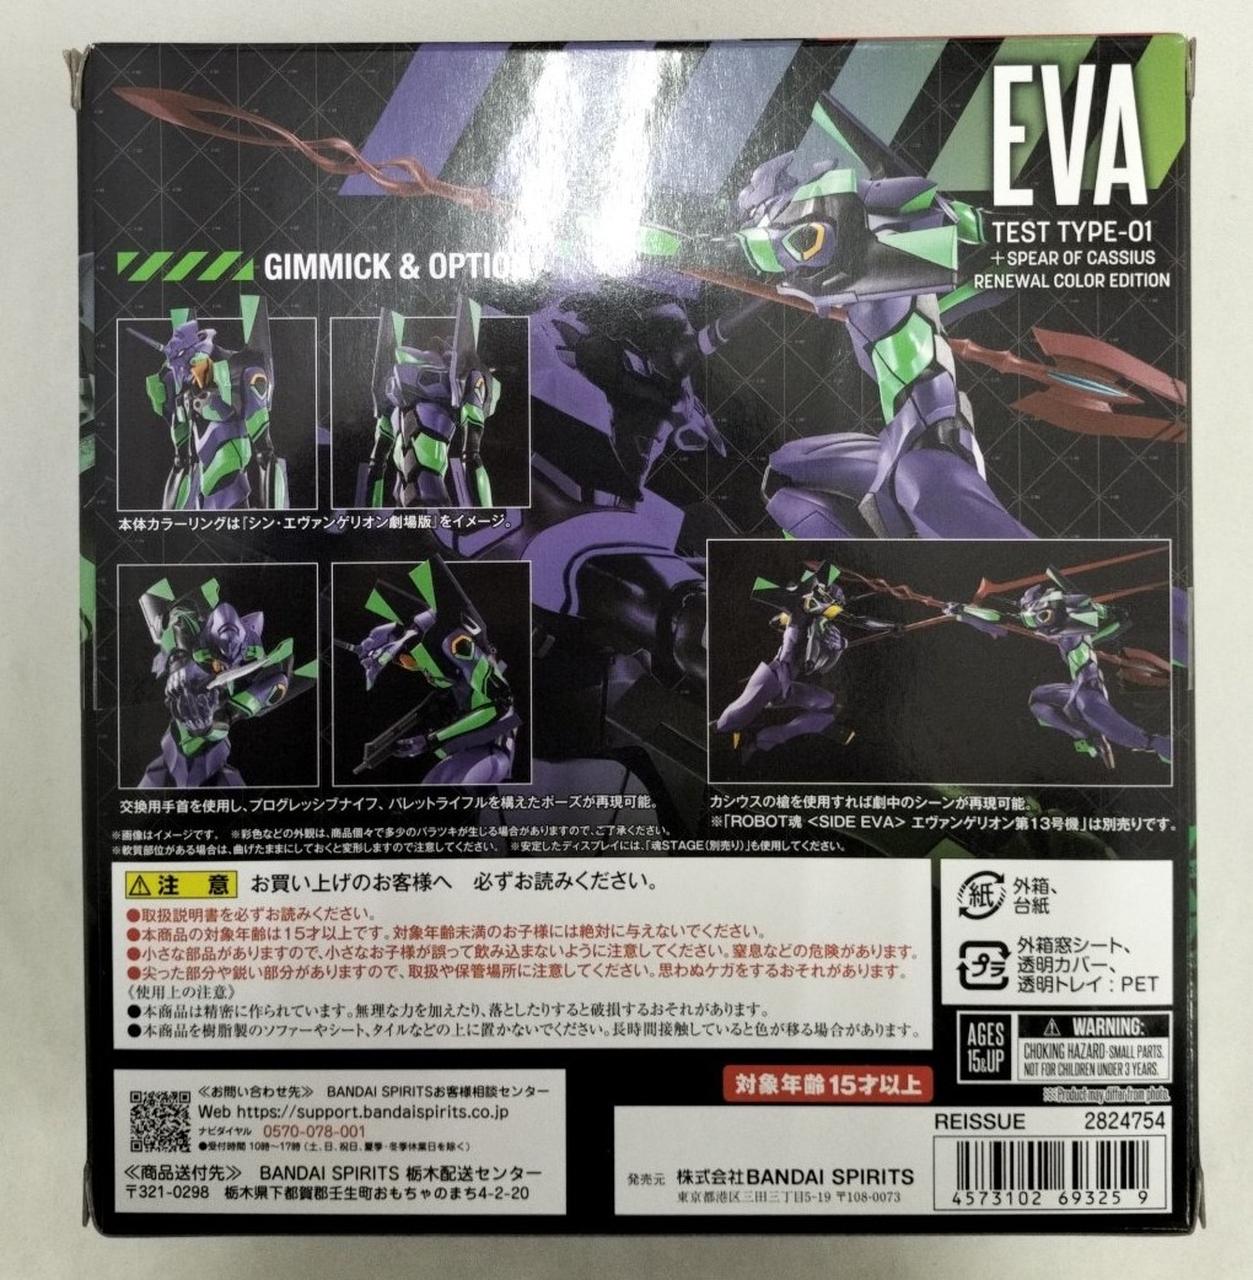 EVA
TEST TYPE-01
+SPEAR OF CASSIUS
RENEWAL COLOR EDITION
GIMMICK & OPTION
本体カラーリングは『シン・エヴァンゲリオン劇場版』をイメージ。
交換用手首を使用し、プログレッシブナイフ、パレットライフルを構えたポーズが再現可能。
カシウスの槍を使用すれば劇中のシーンが再現可能。
※「ROBOT魂 <SIDE EVA> エヴァンゲリオン第13号機」は別売りです。
※画像はイメージです。 ※彩色などの外観は、商品個々で多少のバラツキが生じる場合がありますので、ご了承ください。
※軟質部位がある場合は、曲げたままにしておくと変形しますので注意してください。 ※安定したディスプレイには、「魂STAGE(別売り)」も使用してください。
⚠注 意 お買い上げのお客様へ 必ずお読みください。
●取扱説明書を必ずお読みください。
●本商品の対象年齢は15才以上です。対象年齢未満のお子様には絶対に与えないでください。
●小さな部品がありますので、小さなお子様が誤って飲み込まないように注意してください。窒息などの危険があります。
●尖った部分や鋭い部分がありますので、取扱や保管場所に注意してください。思わぬケガをするおそれがあります。
《使用上の注意》
●本商品は精密に作られています。無理な力を加えたり、落としたりすると破損するおそれがあります。
●本商品を樹脂製のソファーやシート、タイルなどの上に置かないでください。長時間接触していると色が移る場合があります。
紙 外箱、
台紙
プラ 外箱窓シート、
透明カバー、
透明トレイ:PET
AGES
15&UP
⚠ WARNING:
CHOKING HAZARD-SMALL PARTS.
NOT FOR CHILDREN UNDER 3 YEARS.
※Product may differ from photo.
対象年齢15才以上
≪お問い合わせ先≫ BANDAI SPIRITSお客様相談センター
Web https://support.bandaispirits.co.jp
ナビダイヤル 0570-078-001
●受付時間 10時～17時(土、日、祝日、夏季・冬季休業日を除く)
≪商品送付先≫ BANDAI SPIRITS 栃木配送センター
〒321-0298 栃木県下都賀郡壬生町おもちゃのまち4-2-20
発売元 株式会社BANDAI SPIRITS
東京都港区三田三丁目5-19 〒108-0073
REISSUE 2824754
4573102 69325 9